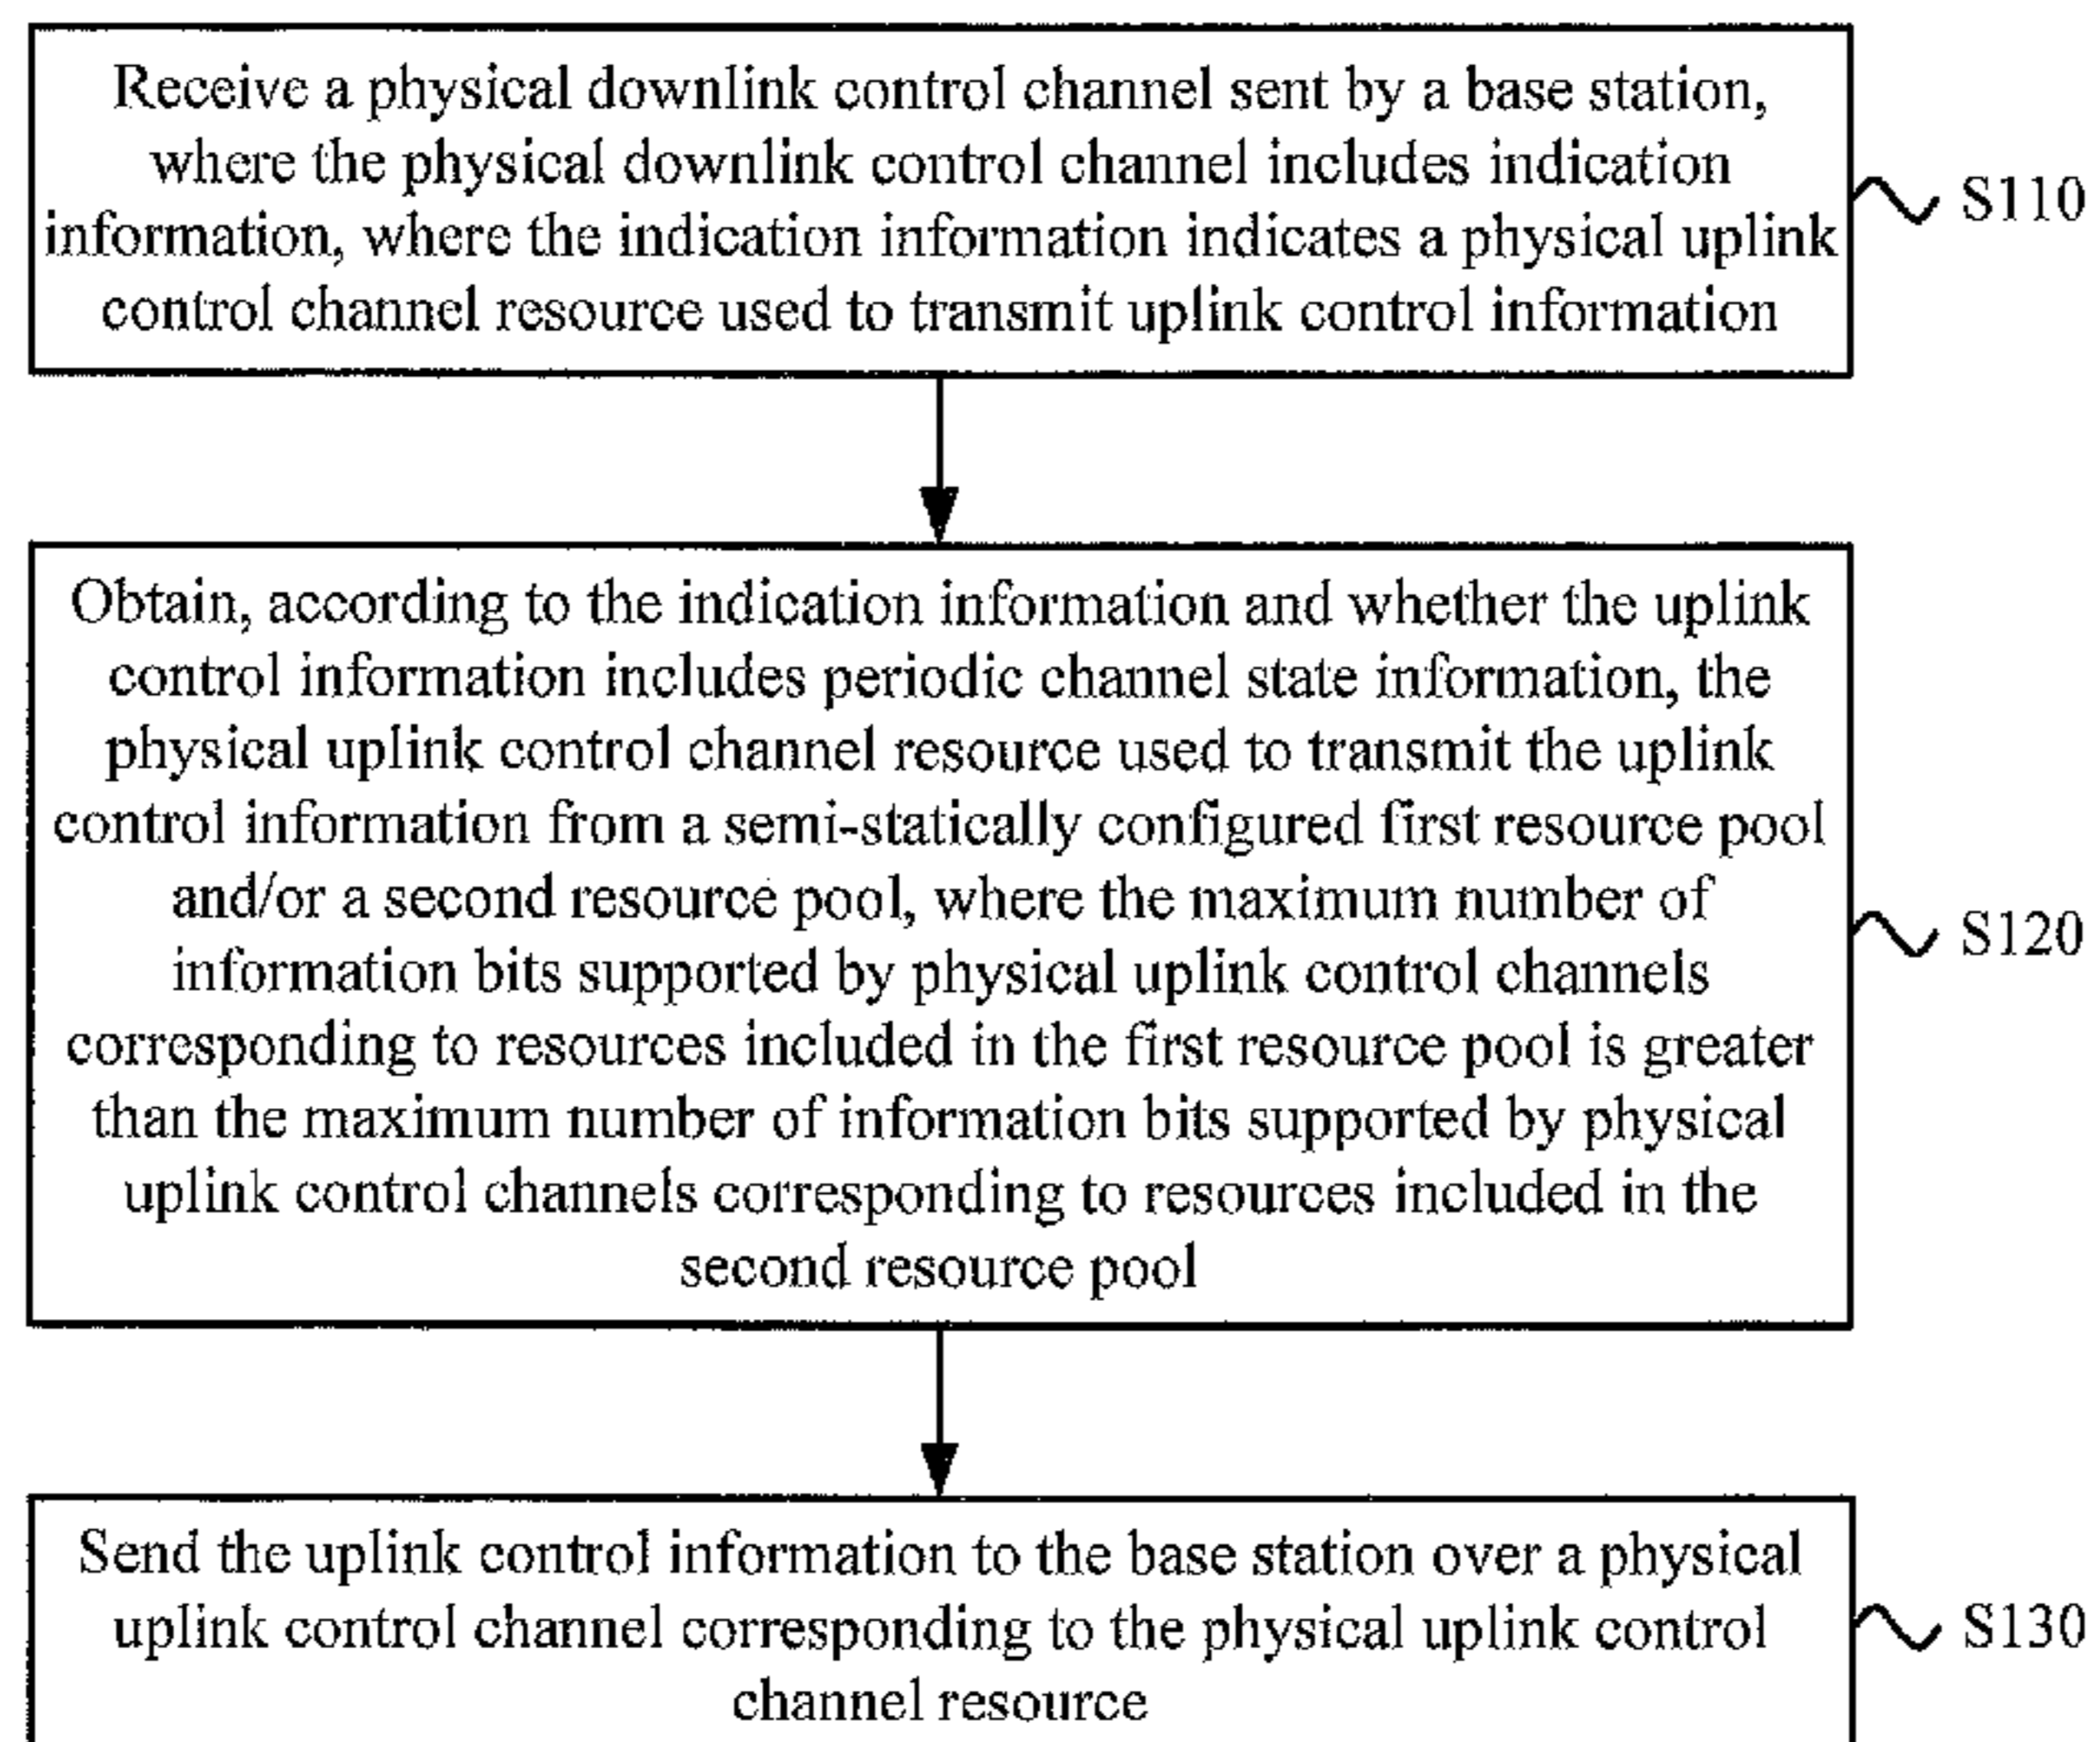 Receive a physical downlink control channel sent by a base station,
where the physical downlink control channel includes indication
information, where the indication information indicates a physical uplink
control channel resource used to transmit uplink control information
S110
Obtain, according to the indication information and whether the uplink
control information includes periodic channel state information, the
physical uplink control channel resource used to transmit the uplink
control information from a semi-statically configured first resource pool
and/or a second resource pool, where the maximum number of
information bits supported by physical uplink control channels
corresponding to resources included in the first resource pool is greater
than the maximum number of information bits supported by physical
uplink control channels corresponding to resources included in the
second resource pool
S120
Send the uplink control information to the base station over a physical
uplink control channel corresponding to the physical uplink control
channel resource
S130